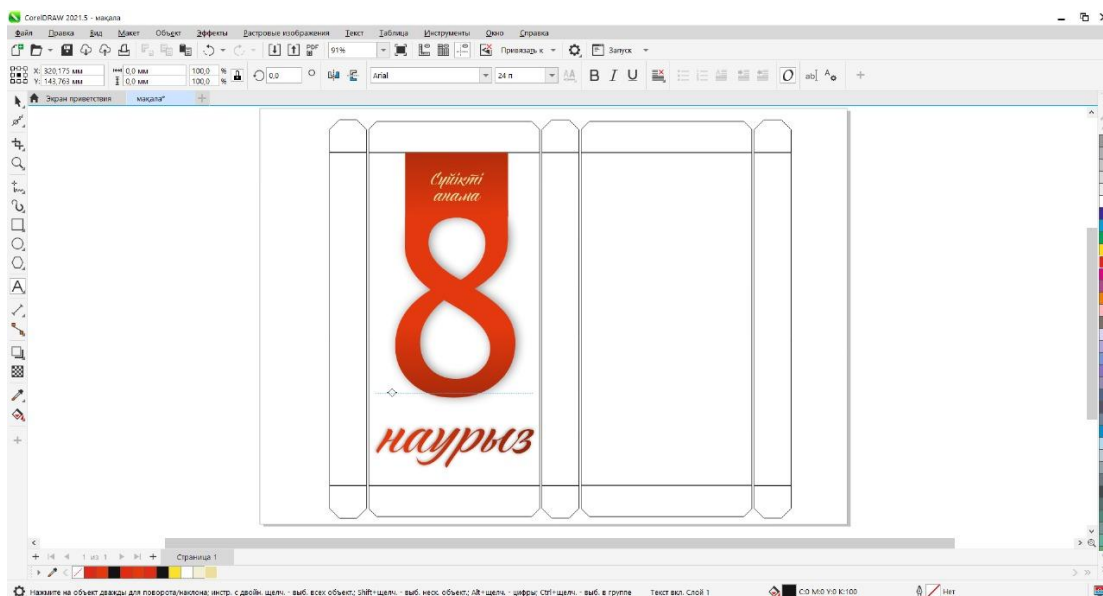 CorelDRAW 2021.5 - мақала
Файл Правка Вид Макет Объект Эффекты Растровые изображения Текст Таблица Инструменты Окно Справка
PDF 91% Привязать к Запуск
X: 320,175 мм 0,0 мм 100,0 % 0,0 Arial 24 п B I U O ab
Y: 143,763 мм 0,0 мм 100,0 %
Экран приветствия мақала*
Сүйікті
анама
8
наурыз
1 из 1 Страница 1
Нажмите на объект дважды для поворота/наклона; инстр. с двойн. щелч. - выб. всех объект.; Shift+щелч. - выб. неск. объект.; Alt+щелч. - цифры; Ctrl+щелч. - выб. в группе Текст вкл. Слой 1 C:0 M:0 Y:0 K:100 Нет